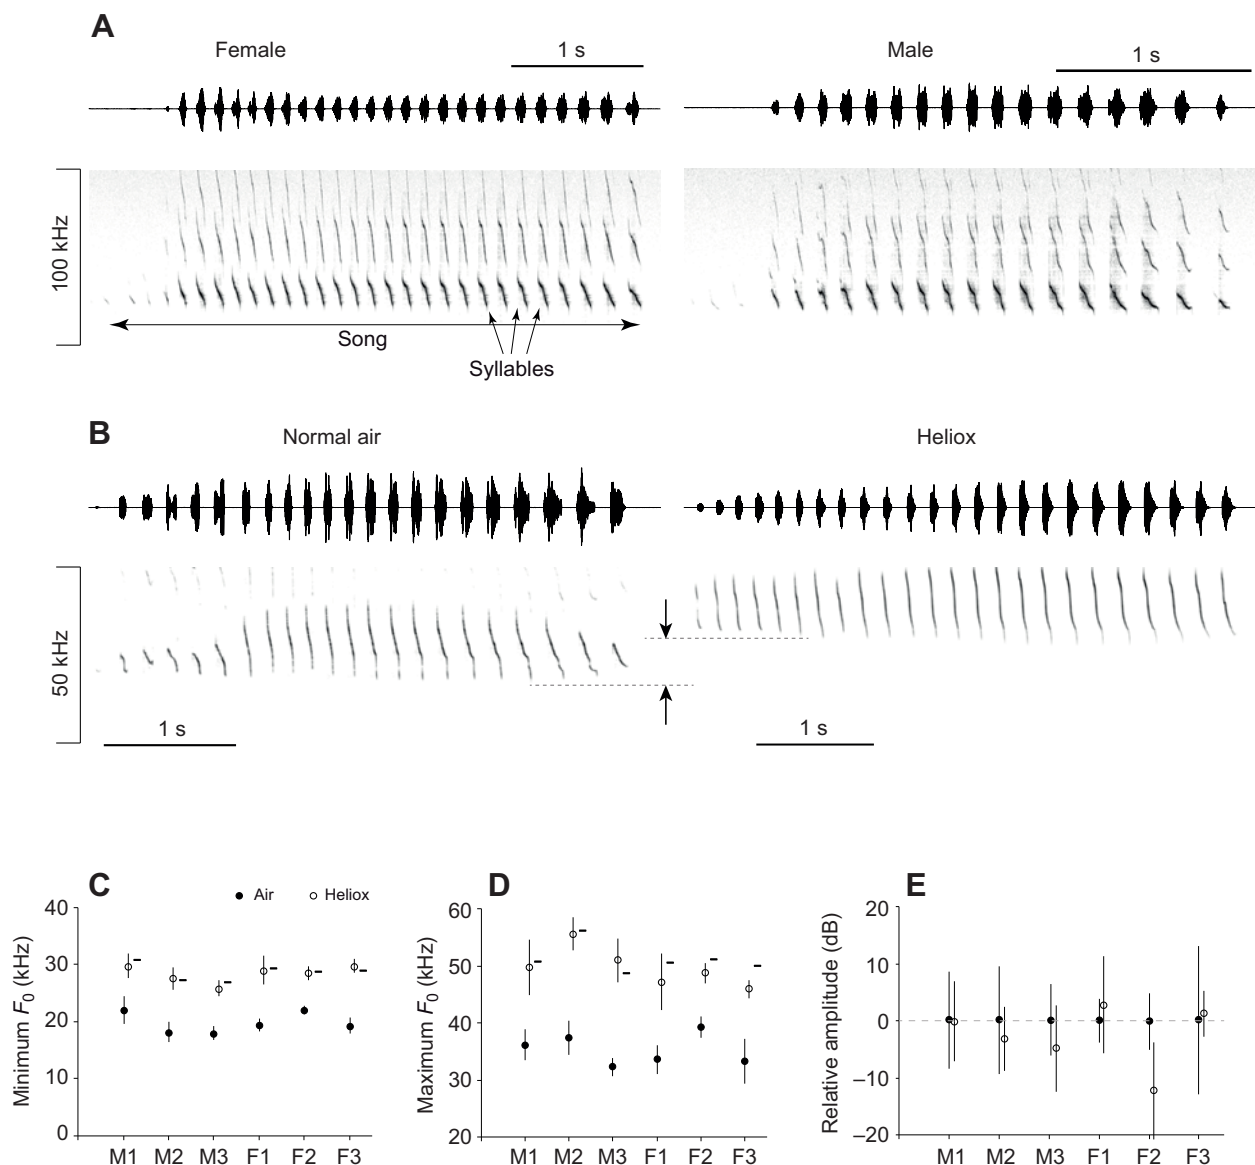 A
Female
1 s
Male
1 s
100 kHz
Song
Syllables
B
Normal air
Heliox
50 kHz
1 s
1 s
C
Air
Heliox
Minimum F0 (kHz)
40
30
20
10
0
M1 M2 M3 F1 F2 F3
D
Maximum F0 (kHz)
60
50
40
30
20
M1 M2 M3 F1 F2 F3
E
Relative amplitude (dB)
20
10
0
–10
–20
M1 M2 M3 F1 F2 F3